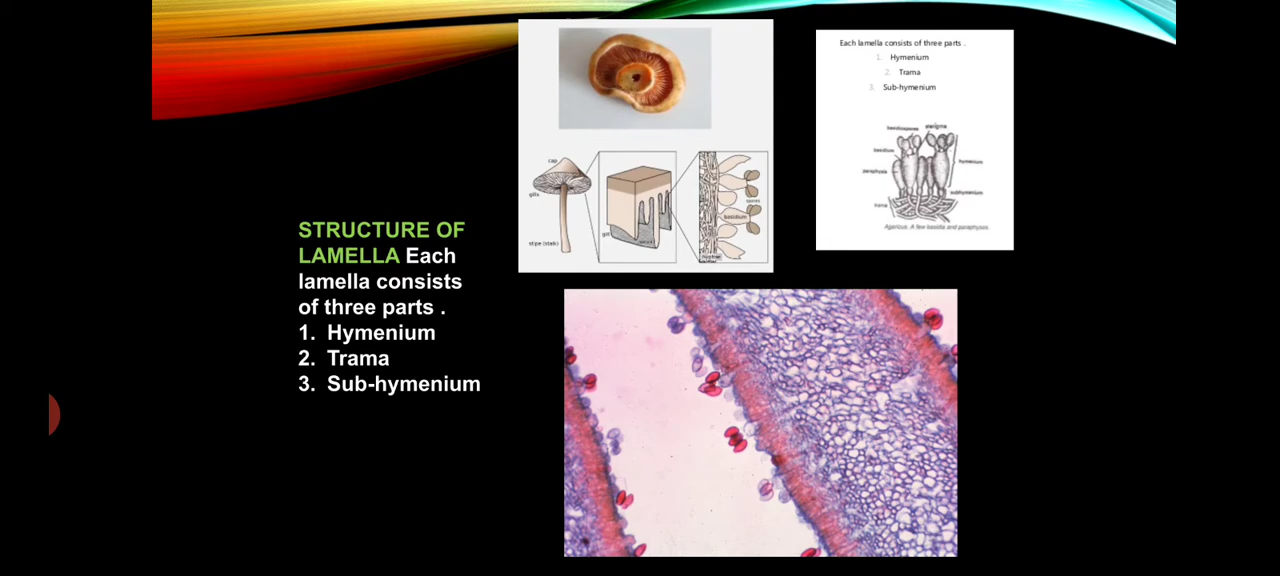 STRUCTURE OF
LAMELLA Each
lamella consists
of three parts .
1. Hymenium
2. Trama
3. Sub-hymenium
cap
gills
stipe (stalk)
gill
basidium
spores
hyphae
Each lamella consists of three parts .
1. Hymenium
2. Trama
3. Sub-hymenium
basidiospores
sterigma
basidium
hymenium
paraphysis
subhymenium
trama
Agaricus. A few basidia and paraphyses.